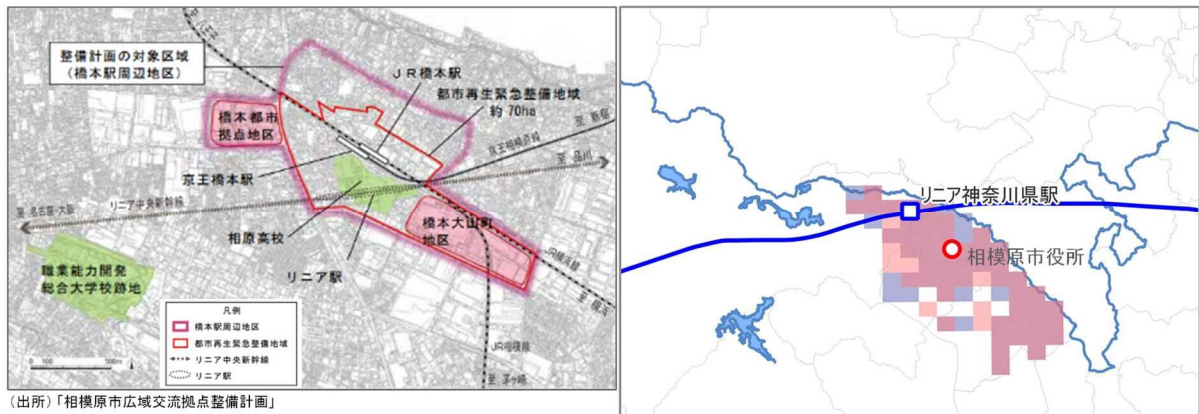 整備計画の対象区域
(橋本駅周辺地区)
JR橋本駅
都市再生緊急整備地域
約 70ha
橋本都市
拠点地区
至 八王子
至 新宿
京王相模原線
至 品川
京王橋本駅
至 名古屋・大阪
リニア中央新幹線
相原高校
橋本大山町
地区
リニア駅
JR横浜線
至 横浜
職業能力開発
総合大学校跡地
凡例
橋本駅周辺地区
都市再生緊急整備地域
リニア中央新幹線
リニア駅
0 100 500m
JR相模線
至 茅ヶ崎
(出所)「相模原市広域交流拠点整備計画」
リニア神奈川県駅
相模原市役所